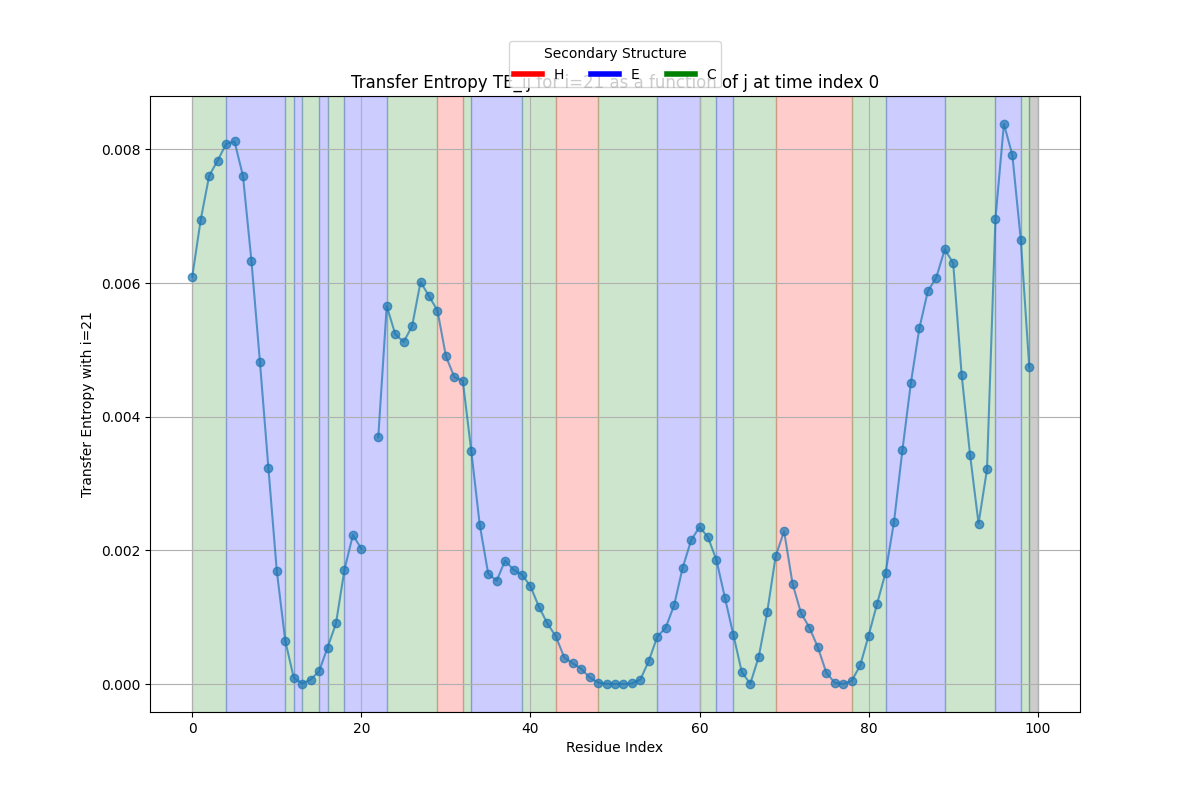 Secondary Structure
H E C
Transfer Entropy TE_ij for i=21 as a function of j at time index 0
Transfer Entropy with i=21
0.008
0.006
0.004
0.002
0.000
0 20 40 60 80 100
Residue Index